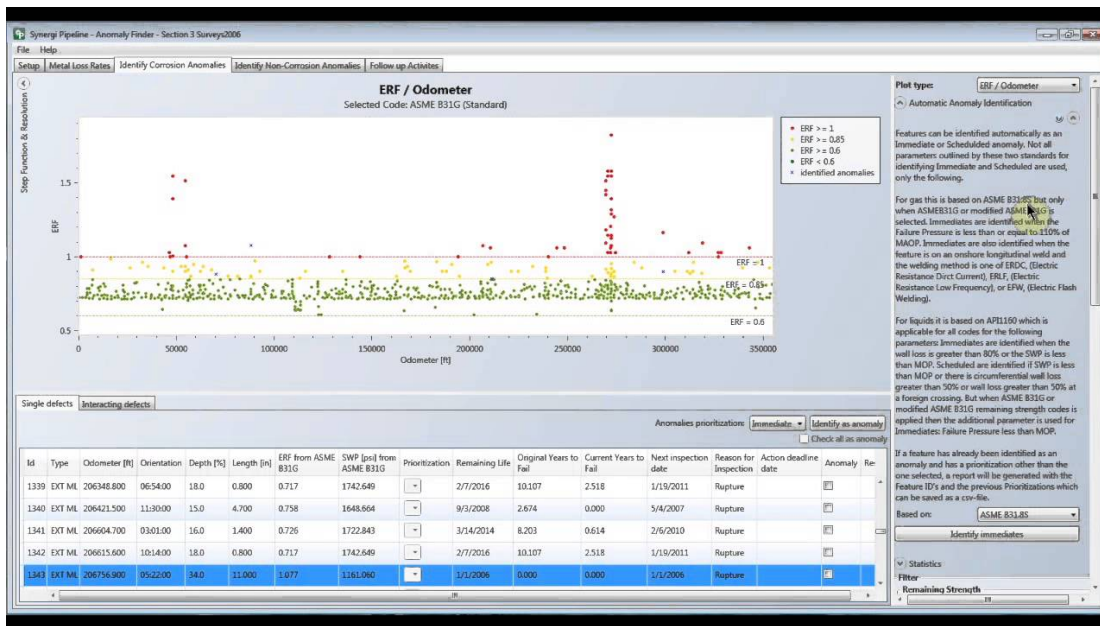 Synergi Pipeline - Anomaly Finder - Section 3 Surveys2006
File Help
Setup Metal Loss Rates Identify Corrosion Anomalies Identify Non-Corrosion Anomalies Follow up Activites
Step Function & Resolution
ERF / Odometer
Selected Code: ASME B31G (Standard)
ERF >= 1
ERF >= 0.85
ERF >= 0.6
ERF < 0.6
identified anomalies
ERF
1.5
1
0.5
ERF = 1
ERF = 0.85
ERF = 0.6
0 50000 100000 150000 200000 250000 300000 350000
Odometer [ft]
Plot type: ERF / Odometer
Automatic Anomaly Identification
Features can be identified automatically as an
Immediate or Schedulded anomaly. Not all
parameters outlined by these two standards for
identifying Immediate and Scheduled are used,
only the following.
For gas this is based on ASME B31.8S but only
when ASMEB31G or modified ASME B31G is
selected. Immediates are identified when the
Failure Pressure is less than or equal to 110% of
MAOP. Immediates are also identified when the
feature is on an onshore longitudinal weld and
the welding method is one of ERDC, (Electric
Resistance Dirct Current), ERLF, (Electric
Resistance Low Frequency), or EFW, (Electric Flash
Welding).
For liquids it is based on API1160 which is
applicable for all codes for the following
parameters: Immediates are identified when the
wall loss is greater than 80% or the SWP is less
than MOP. Scheduled are identified if SWP is less
than MOP or there is circumferential wall loss
greater than 50% or wall loss greater than 50% at
a foreign crossing. But when ASME B31G or
modified ASME B31G remaining strength codes is
applied then the additional parameter is used for
Immediates: Failure Pressure less than MOP.
If a feature has already been identified as an
anomaly and has a prioritization other than the
one selected, a report will be generated with the
Feature ID's and the previous Prioritizations which
can be saved as a csv-file.
Based on: ASME B31.8S
Identify immediates
Statistics
Filter
Remaining Strength
Single defects Interacting defects
Anomalies prioritization: Immediate Identify as anomaly
Check all as anomaly
Id Type Odometer [ft] Orientation Depth [%] Length [in] ERF from ASME B31G SWP [psi] from ASME B31G Prioritization Remaining Life Original Years to Fail Current Years to Fail Next inspection date Reason for Inspection Action deadline date Anomaly Re
1339 EXT ML 206348.800 06:54:00 18.0 0.800 0.717 1742.649 2/7/2016 10.107 2.518 1/19/2011 Rupture
1340 EXT ML 206421.500 11:30:00 15.0 4.700 0.758 1648.664 9/3/2008 2.674 0.000 5/4/2007 Rupture
1341 EXT ML 206604.700 03:01:00 16.0 1.400 0.726 1722.843 3/14/2014 8.203 0.614 2/6/2010 Rupture
1342 EXT ML 206615.600 10:14:00 18.0 0.800 0.717 1742.649 2/7/2016 10.107 2.518 1/19/2011 Rupture
1343 EXT ML 206756.900 05:22:00 34.0 11.000 1.077 1161.060 1/1/2006 0.000 0.000 1/1/2006 Rupture